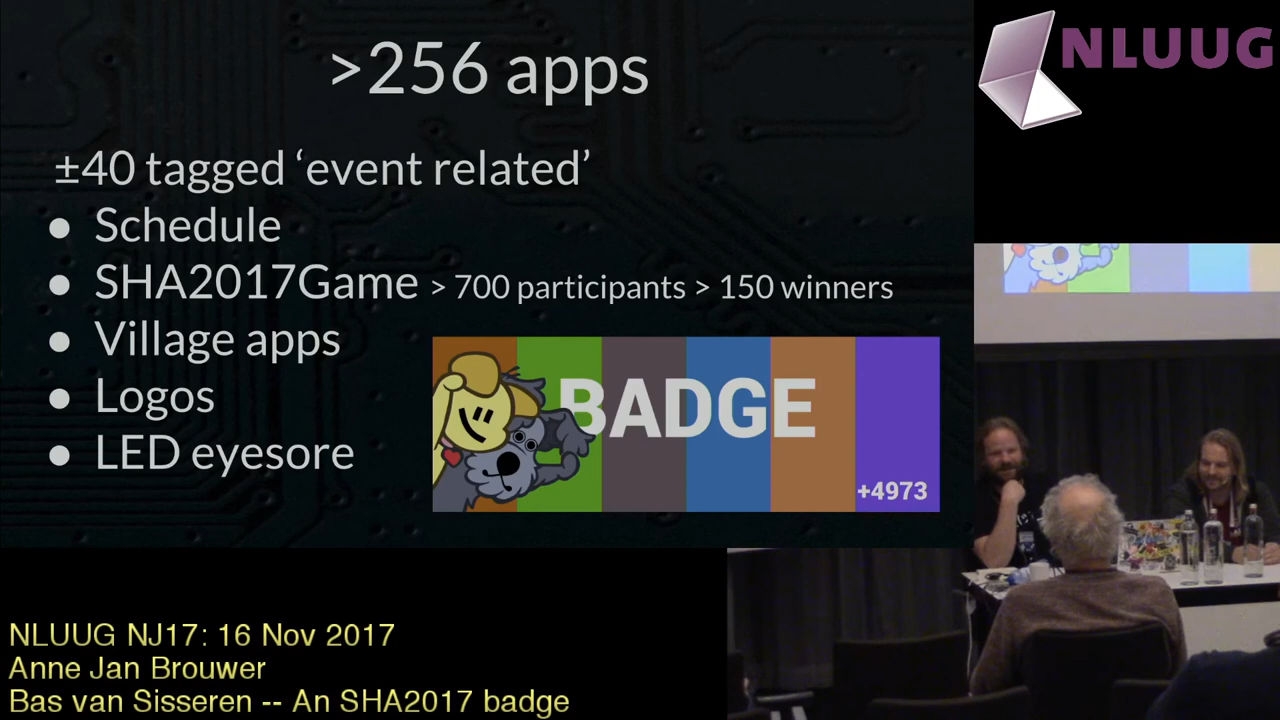 >256 apps
±40 tagged ‘event related’
● Schedule
● SHA2017Game > 700 participants > 150 winners
● Village apps
● Logos
● LED eyesore
BADGE
+4973
NLUUG
NLUUG NJ17: 16 Nov 2017
Anne Jan Brouwer
Bas van Sisseren -- An SHA2017 badge